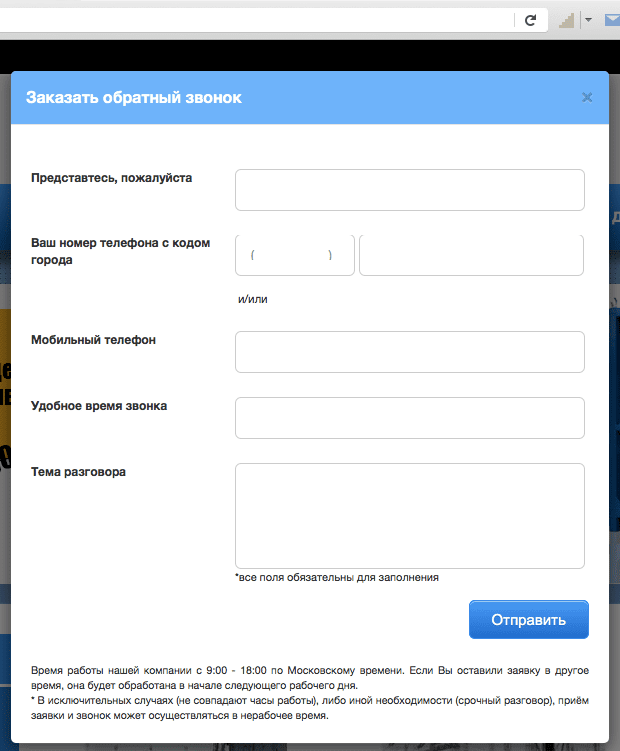 Заказать обратный звонок
×
Представтесь, пожалуйста
Ваш номер телефона с кодом
города
( )
и/или
Мобильный телефон
Удобное время звонка
Тема разговора
*все поля обязательны для заполнения
Отправить
Время работы нашей компании с 9:00 - 18:00 по Московскому времени. Если Вы оставили заявку в другое
время, она будет обработана в начале следующего рабочего дня.
* В исключительных случаях (не совпадают часы работы), либо иной необходимости (срочный разговор), приём
заявки и звонок может осуществляться в нерабочее время.